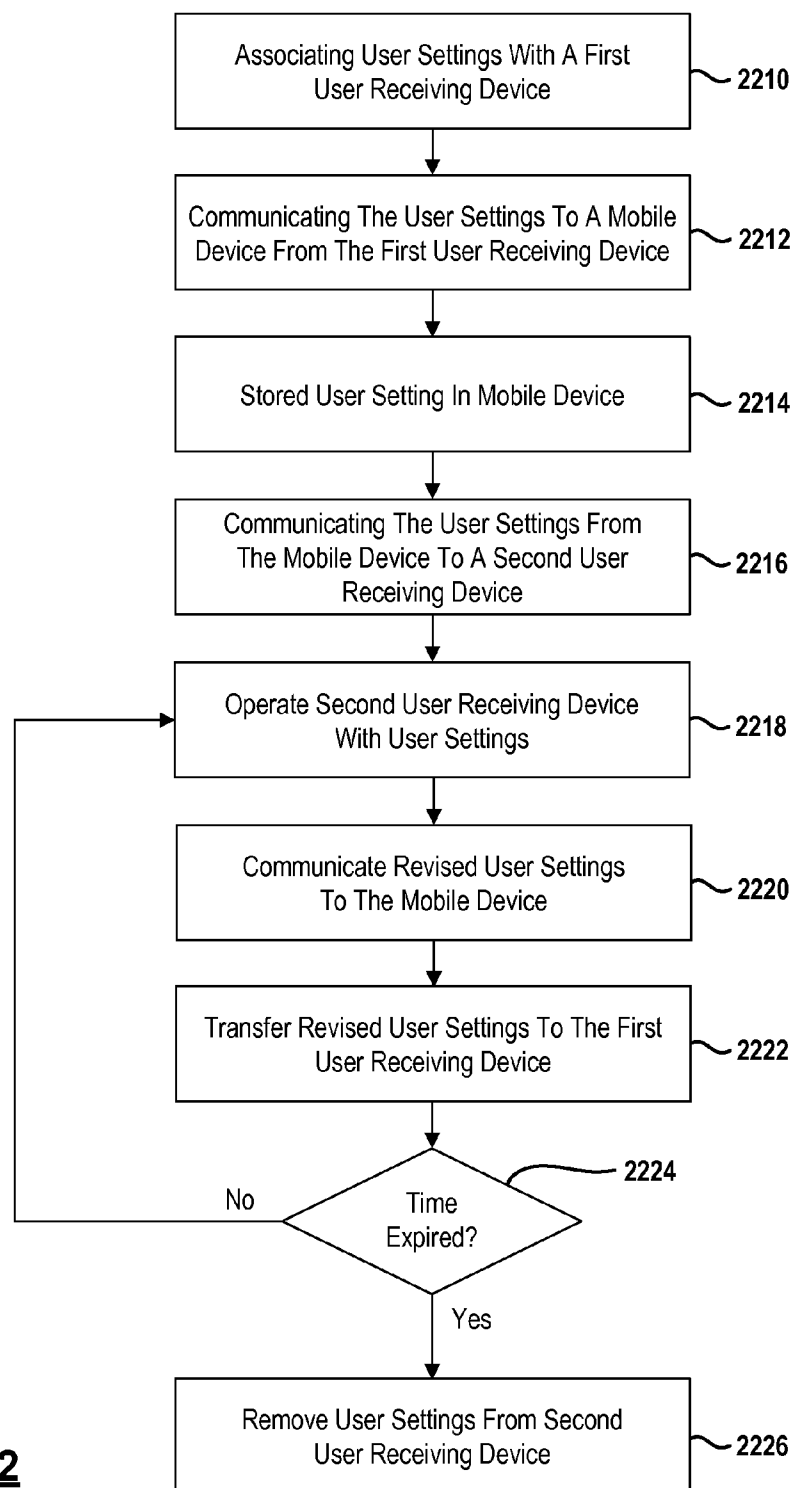 Associating User Settings With A First
User Receiving Device
2210
Communicating The User Settings To A Mobile
Device From The First User Receiving Device
2212
Stored User Setting In Mobile Device
2214
Communicating The User Settings From
The Mobile Device To A Second User
Receiving Device
2216
Operate Second User Receiving Device
With User Settings
2218
Communicate Revised User Settings
To The Mobile Device
2220
Transfer Revised User Settings To The First
User Receiving Device
2222
2224
No
Time
Expired?
Yes
Remove User Settings From Second
User Receiving Device
2226
2